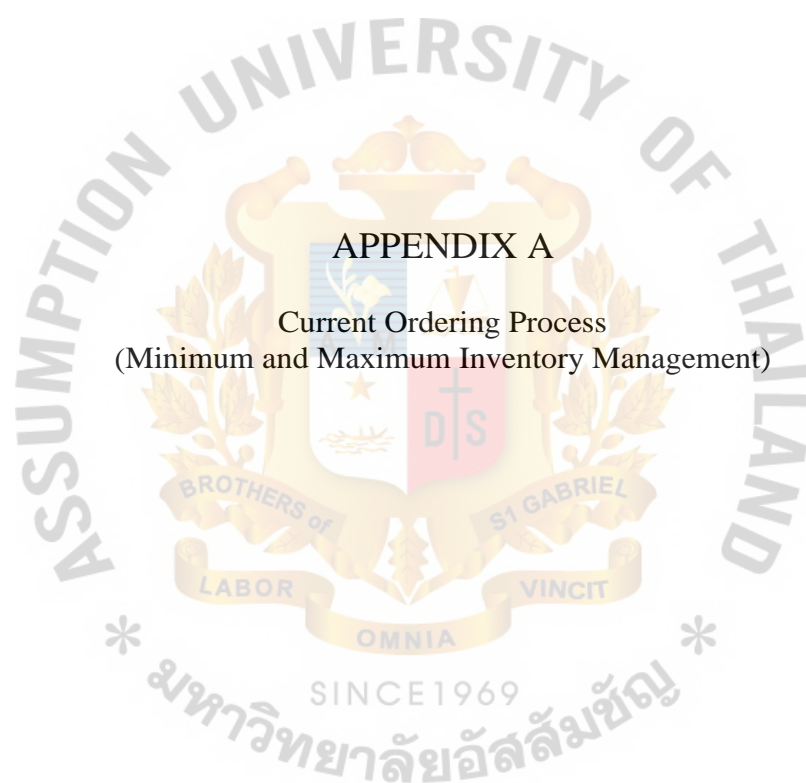 ASSUMPTION UNIVERSITY OF THAILAND
APPENDIX A
Current Ordering Process
(Minimum and Maximum Inventory Management)
A M
D S
BROTHERS of S1 GABRIEL
LABOR VINCIT
OMNIA
* SINCE1969 *
มหาวิทยาลัยอัสสัมชัญ